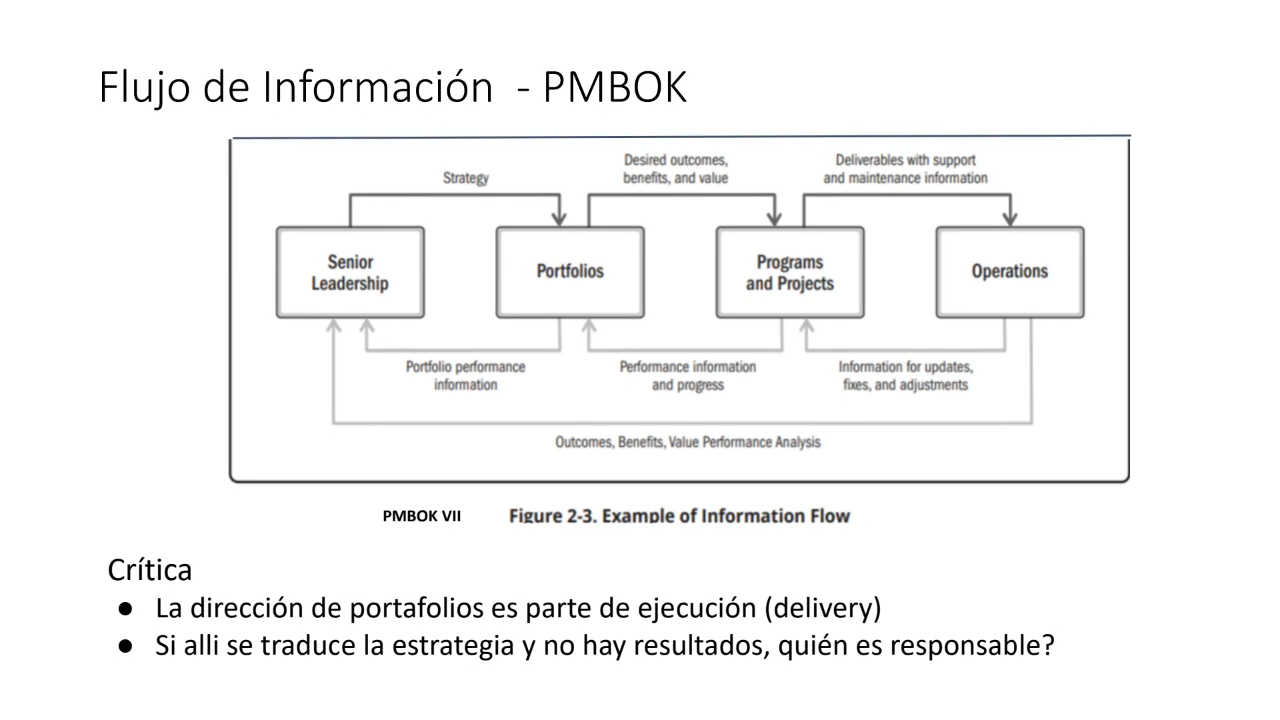 Flujo de Información - PMBOK
Strategy
Desired outcomes,
benefits, and value
Deliverables with support
and maintenance information
Senior
Leadership
Portfolios
Programs
and Projects
Operations
Portfolio performance
information
Performance information
and progress
Information for updates,
fixes, and adjustments
Outcomes, Benefits, Value Performance Analysis
PMBOK VII
Figure 2-3. Example of Information Flow
Crítica
● La dirección de portafolios es parte de ejecución (delivery)
● Si alli se traduce la estrategia y no hay resultados, quién es responsable?